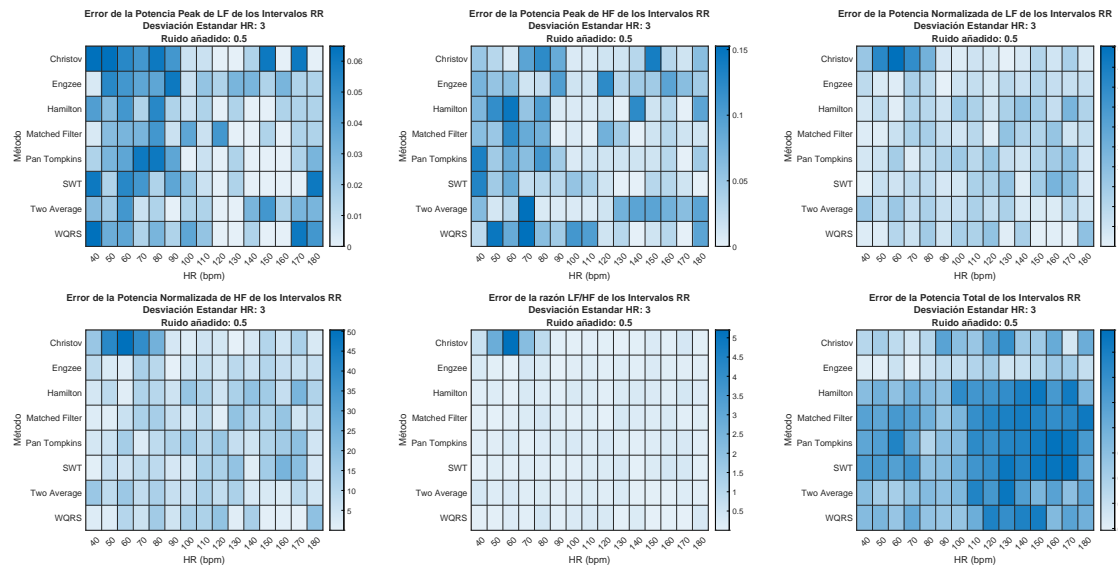 Error de la Potencia Peak de LF de los Intervalos RR
Desviación Estandar HR: 3
Ruido añadido: 0.5
Christov
Engzee
Hamilton
Matched Filter
Pan Tompkins
SWT
Two Average
WQRS
Método
40 50 60 70 80 90 100 110 120 130 140 150 160 170 180
HR (bpm)
0.06
0.05
0.04
0.03
0.02
0.01
0
Error de la Potencia Peak de HF de los Intervalos RR
Desviación Estandar HR: 3
Ruido añadido: 0.5
Christov
Engzee
Hamilton
Matched Filter
Pan Tompkins
SWT
Two Average
WQRS
Método
40 50 60 70 80 90 100 110 120 130 140 150 160 170 180
HR (bpm)
0.15
0.1
0.05
0
Error de la Potencia Normalizada de LF de los Intervalos RR
Desviación Estandar HR: 3
Ruido añadido: 0.5
Christov
Engzee
Hamilton
Matched Filter
Pan Tompkins
SWT
Two Average
WQRS
Método
40 50 60 70 80 90 100 110 120 130 140 150 160 170 180
HR (bpm)
Error de la Potencia Normalizada de HF de los Intervalos RR
Desviación Estandar HR: 3
Ruido añadido: 0.5
Christov
Engzee
Hamilton
Matched Filter
Pan Tompkins
SWT
Two Average
WQRS
Método
40 50 60 70 80 90 100 110 120 130 140 150 160 170 180
HR (bpm)
50
45
40
35
30
25
20
15
10
5
Error de la razón LF/HF de los Intervalos RR
Desviación Estandar HR: 3
Ruido añadido: 0.5
Christov
Engzee
Hamilton
Matched Filter
Pan Tompkins
SWT
Two Average
WQRS
Método
40 50 60 70 80 90 100 110 120 130 140 150 160 170 180
HR (bpm)
5
4.5
4
3.5
3
2.5
2
1.5
1
0.5
Error de la Potencia Total de los Intervalos RR
Desviación Estandar HR: 3
Ruido añadido: 0.5
Christov
Engzee
Hamilton
Matched Filter
Pan Tompkins
SWT
Two Average
WQRS
Método
40 50 60 70 80 90 100 110 120 130 140 150 160 170 180
HR (bpm)